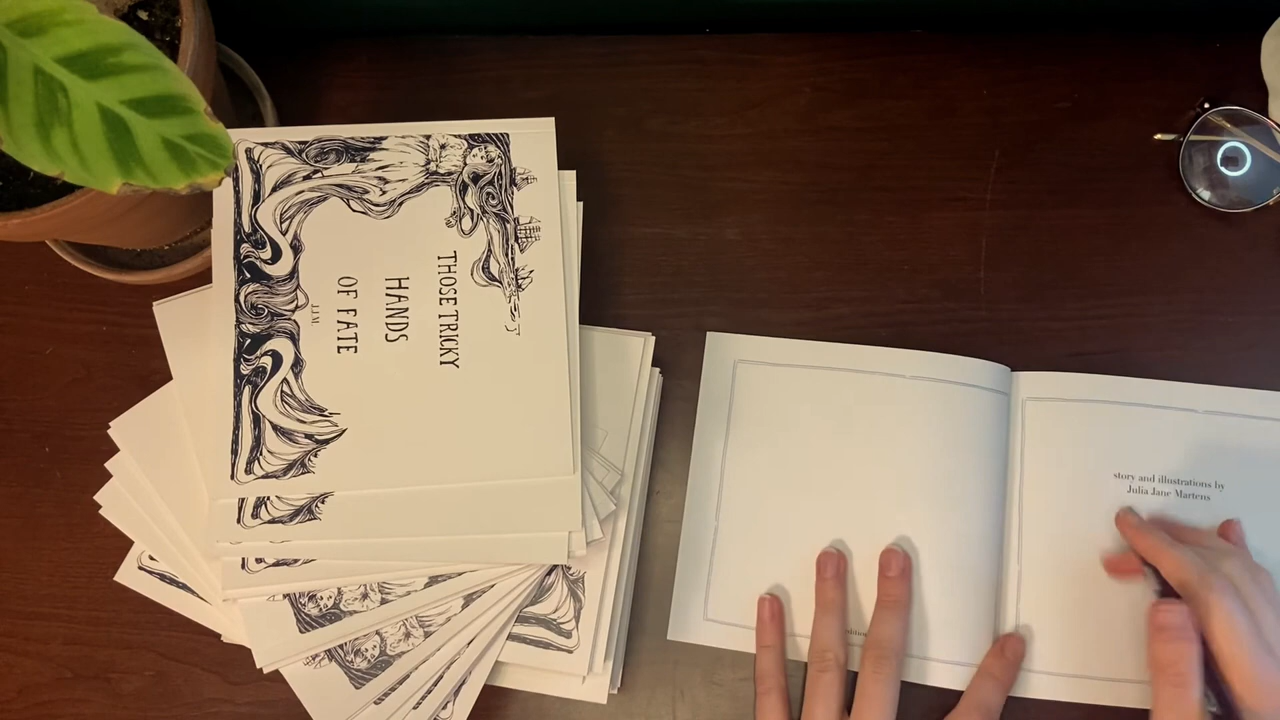 THOSE TRICKY
HANDS
OF FATE
J.J.M.
story and illustrations by
Julia Jane Martens